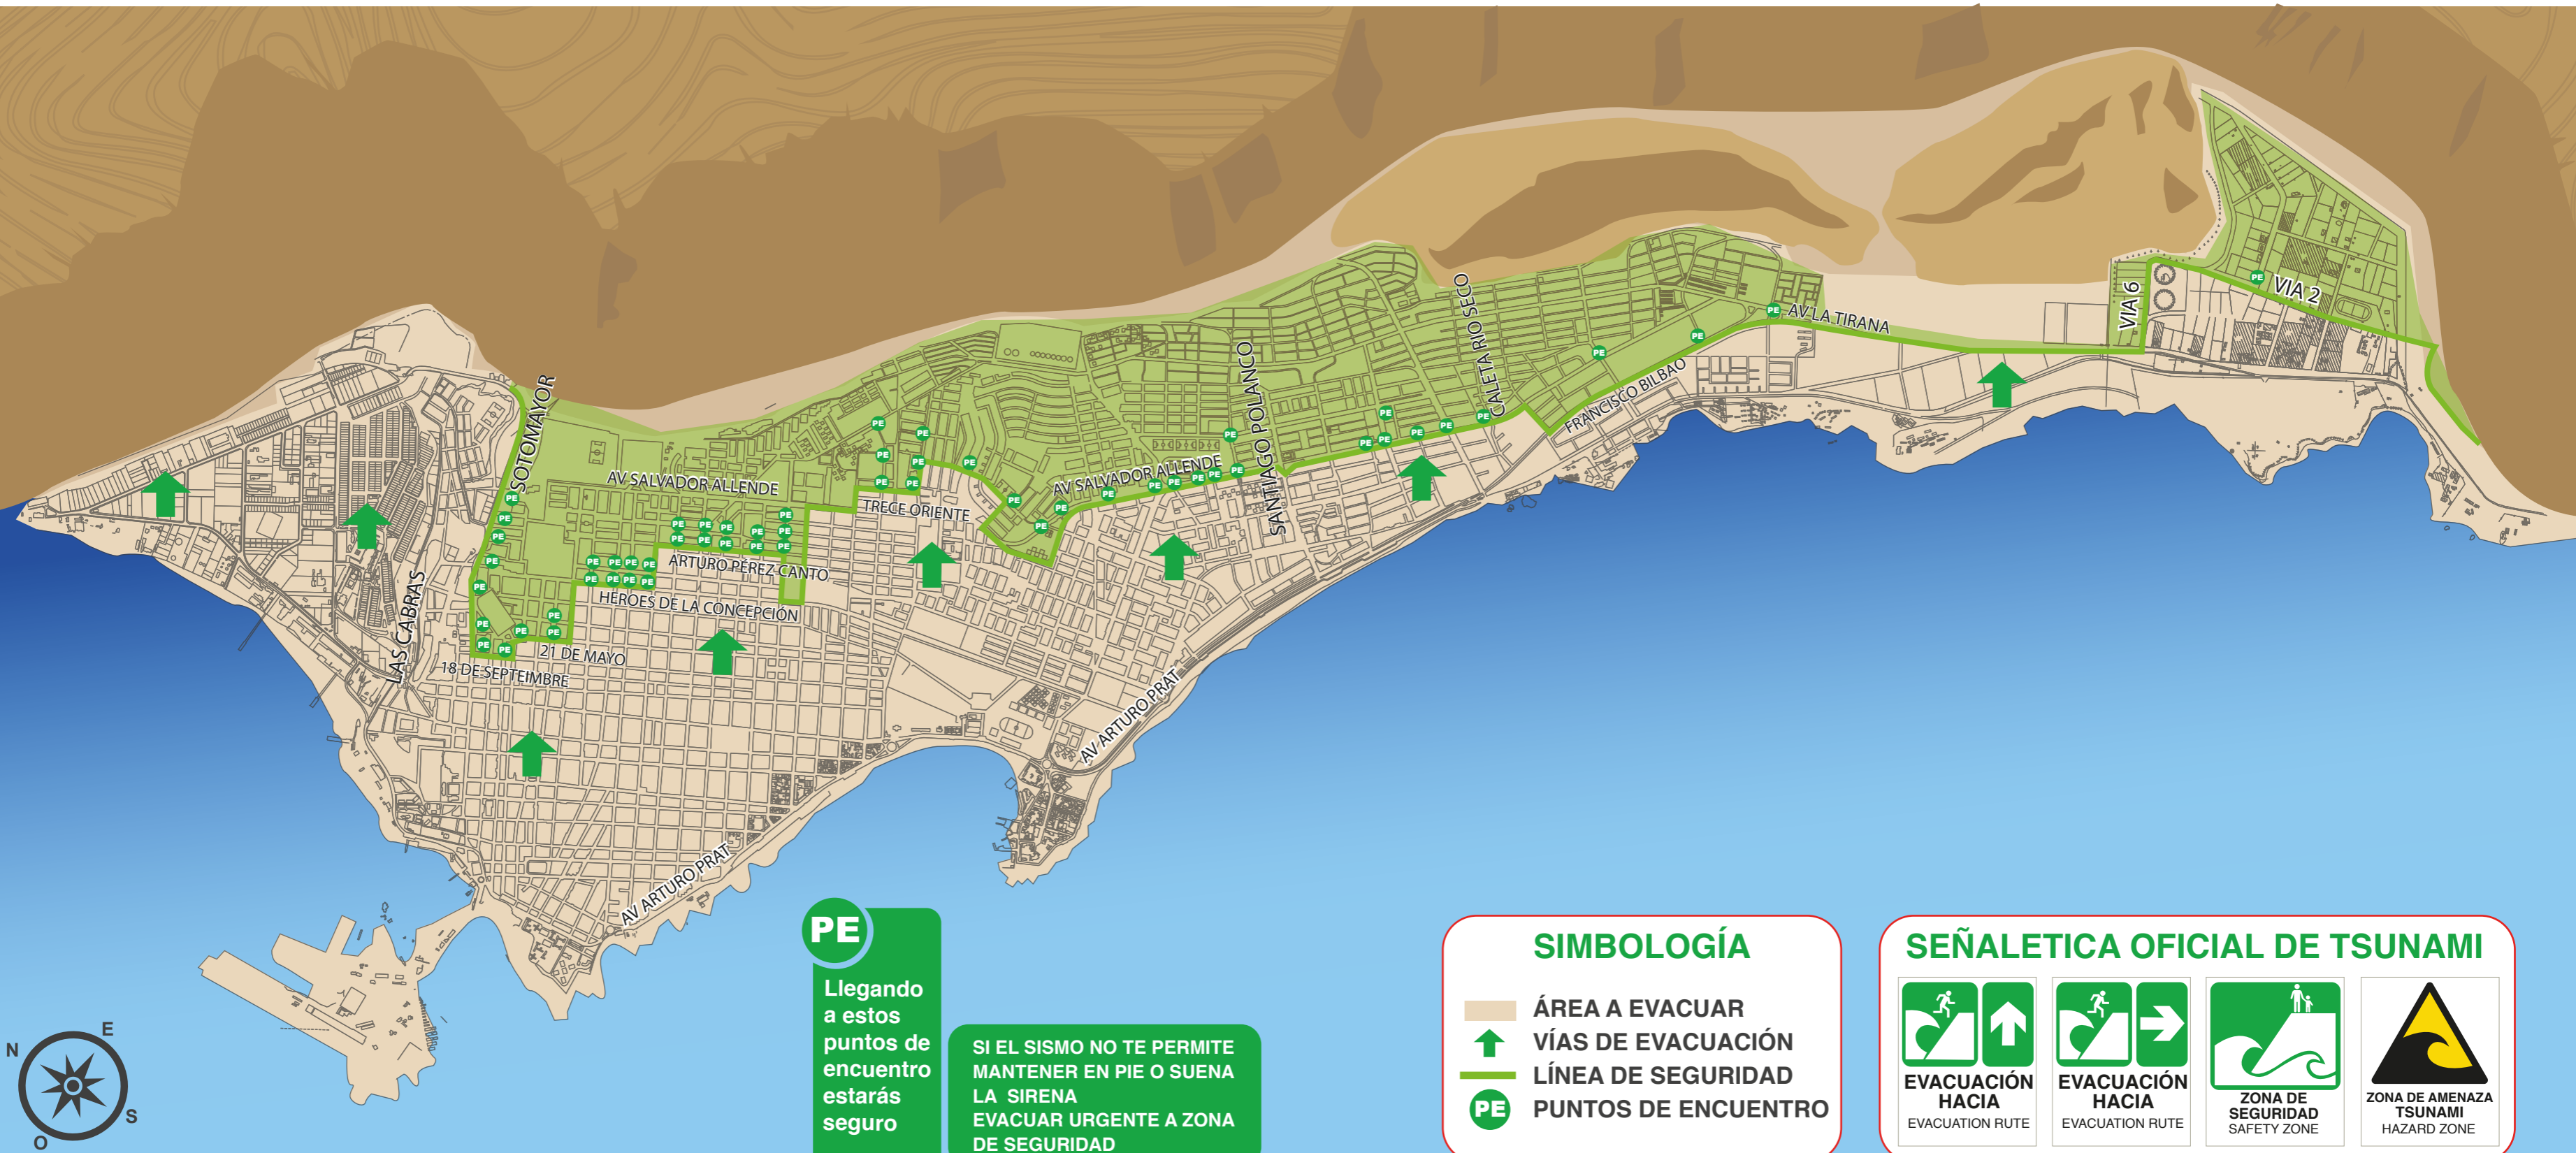 SOTOMAYOR
LAS CABRAS
AV SALVADOR ALLENDE
ARTURO PÉREZ CANTO
HEROES DE LA CONCEPCIÓN
21 DE MAYO
18 DE SEPTEIMBRE
TRECE ORIENTE
AV SALVADOR ALLENDE
SANTIAGO POLANCO
CALETA RIO SECO
FRANCISCO BILBAO
AV LA TIRANA
VIA 6
VIA 2
AV ARTURO PRAT
AV ARTURO PRAT
N
E
S
O
PE
Llegando
a estos
puntos de
encuentro
estarás
seguro
SI EL SISMO NO TE PERMITE
MANTENER EN PIE O SUENA
LA SIRENA
EVACUAR URGENTE A ZONA
DE SEGURIDAD
SIMBOLOGÍA
ÁREA A EVACUAR
VÍAS DE EVACUACIÓN
LÍNEA DE SEGURIDAD
PE PUNTOS DE ENCUENTRO
SEÑALETICA OFICIAL DE TSUNAMI
EVACUACIÓN
HACIA
EVACUATION RUTE
EVACUACIÓN
HACIA
EVACUATION RUTE
ZONA DE
SEGURIDAD
SAFETY ZONE
ZONA DE AMENAZA
TSUNAMI
HAZARD ZONE